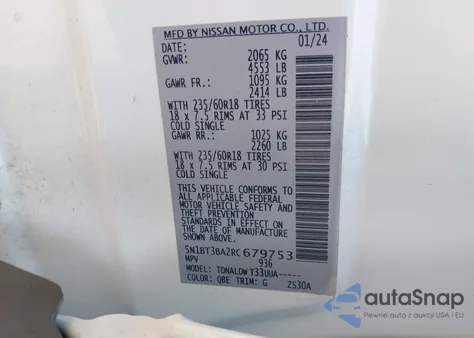 MFD BY NISSAN MOTOR CO., LTD.
DATE: 01/24
GVWR: 2065 KG
4553 LB
GAWR FR.: 1095 KG
2414 LB
WITH 235/60R18 TIRES
18 x 7.5 RIMS AT 33 PSI
COLD SINGLE
GAWR RR.: 1025 KG
2260 LB
WITH 235/60R18 TIRES
18 x 7.5 RIMS AT 30 PSI
COLD SINGLE
THIS VEHICLE CONFORMS TO
ALL APPLICABLE FEDERAL
MOTOR VEHICLE SAFETY AND
THEFT PREVENTION
STANDARDS IN EFFECT ON
THE DATE OF MANUFACTURE
SHOWN ABOVE.
5N1BT3BA2RC679753
MPV 936
MODEL: TDNALDW T33UUA-----
COLOR: QBE TRIM: G ZS30A
autoSnap
Pewne auta z USA i EU